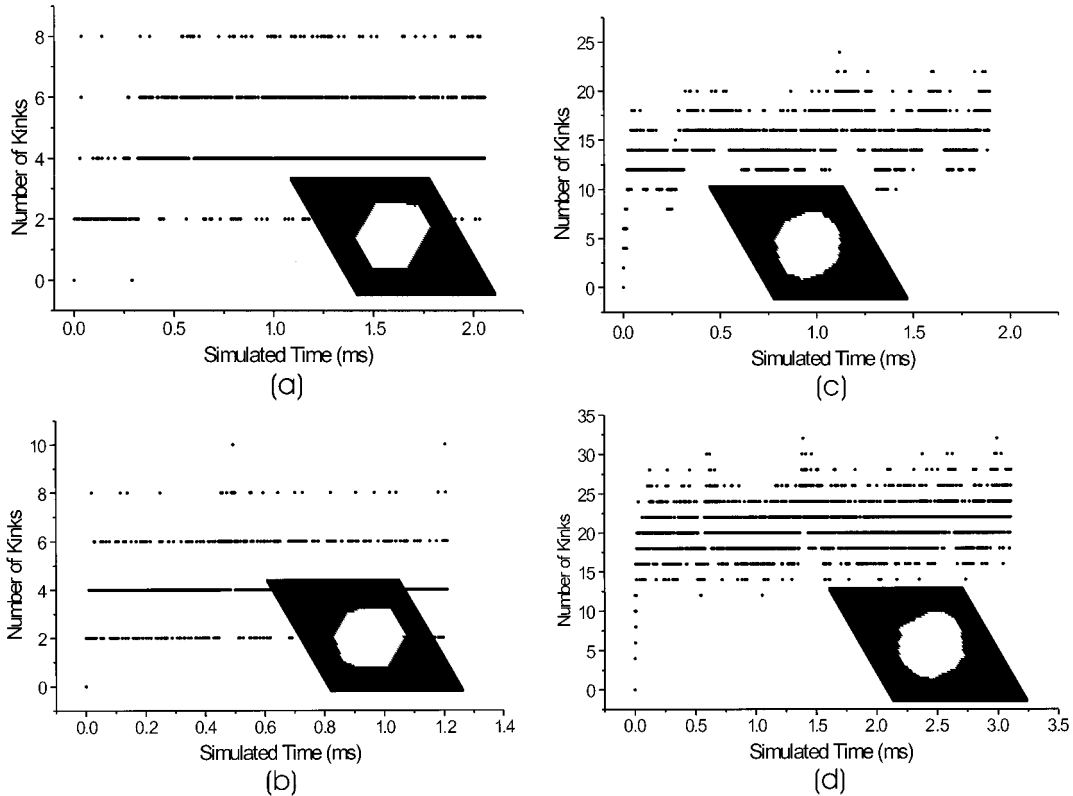 8
6
4
2
0
Number of Kinks
0.0 0.5 1.0 1.5 2.0
Simulated Time (ms)
(a)
25
20
15
10
5
0
Number of Kinks
0.0 0.5 1.0 1.5 2.0
Simulated Time (ms)
(c)
10
8
6
4
2
0
Number of Kinks
0.0 0.2 0.4 0.6 0.8 1.0 1.2 1.4
Simulated Time (ms)
(b)
35
30
25
20
15
10
5
0
Number of Kinks
0.0 0.5 1.0 1.5 2.0 2.5 3.0 3.5
Simulated Time (ms)
(d)